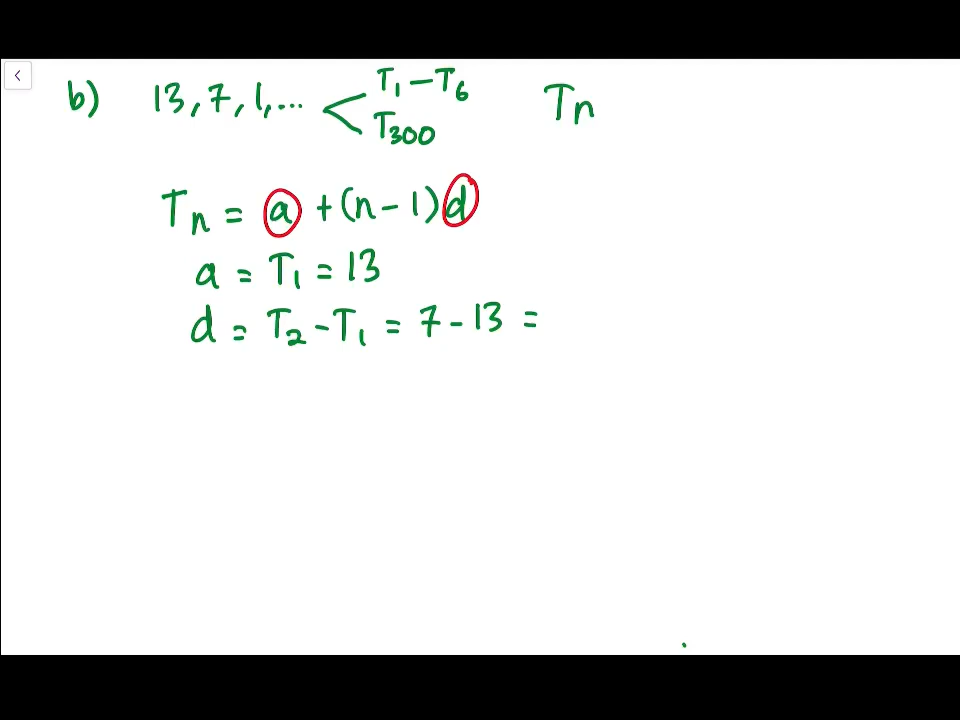 b) 13, 7, 1, ... < T₁ – T₆ Tn
T₃₀₀
Tn = a + (n – 1) d
a = T₁ = 13
d = T₂ – T₁ = 7 – 13 =